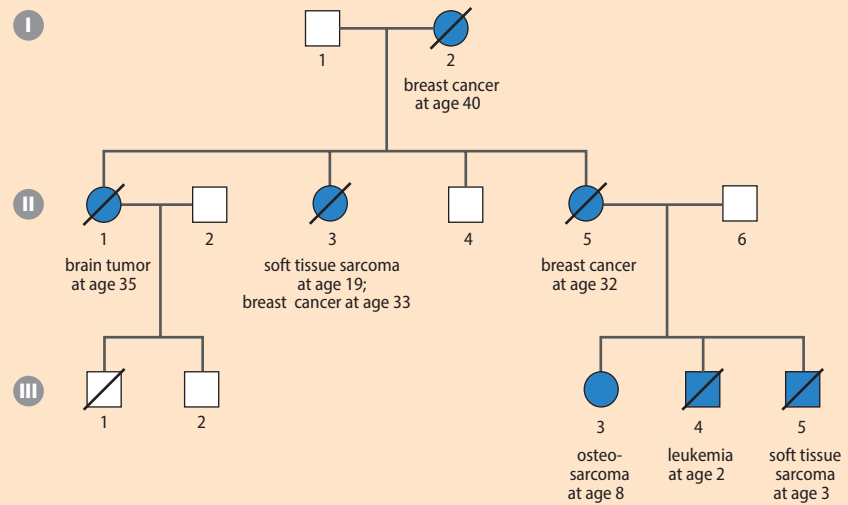 I
1
2
breast cancer
at age 40
II
1
2
3
4
5
6
brain tumor
at age 35
soft tissue sarcoma
at age 19;
breast cancer at age 33
breast cancer
at age 32
III
1
2
3
4
5
osteo-
sarcoma
at age 8
leukemia
at age 2
soft tissue
sarcoma
at age 3